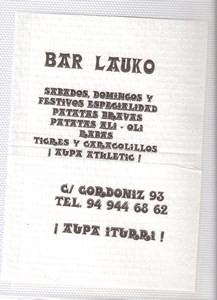 BAR LAUKO
SABADOS, DOMINGOS Y
FESTIVOS ESPECIALIDAD
PATATAS BRAVAS
PATATAS ALI - OLI
RABAS
TIGRES Y CARACOLILLOS
¡ AUPA ATHLETIC !
C/ GORDONIZ 93
TEL. 94 944 68 62
¡ AUPA ITURRI !